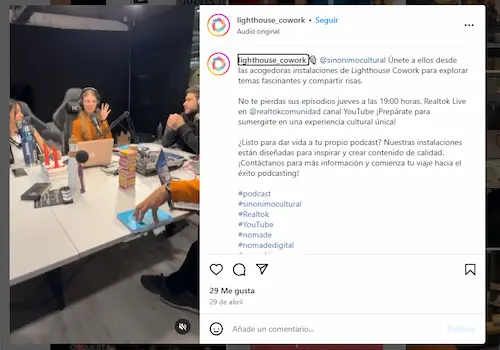 lighthouse_cowork • Seguir
Audio original
lighthouse_cowork🎙 @sinonimocultural Únete a ellos desde
las acogedoras instalaciones de Lighthouse Cowork para explorar
temas fascinantes y compartir risas.
No te pierdas sus episodios jueves a las 19:00 horas. Realtok Live
en @realtokcomunidad canal YouTube ¡Prepárate para
sumergirte en una experiencia cultural única!
¿Listo para dar vida a tu propio podcast? Nuestras instalaciones
están diseñadas para inspirar y crear contenido de calidad.
¡Contáctanos para más información y comienza tu viaje hacia el
éxito podcasting!
#podcast
#sinonimocultural
#Realtok
#YouTube
#nomade
#nomadedigital
29 Me gusta
29 de abril
Añade un comentario...
Publicar